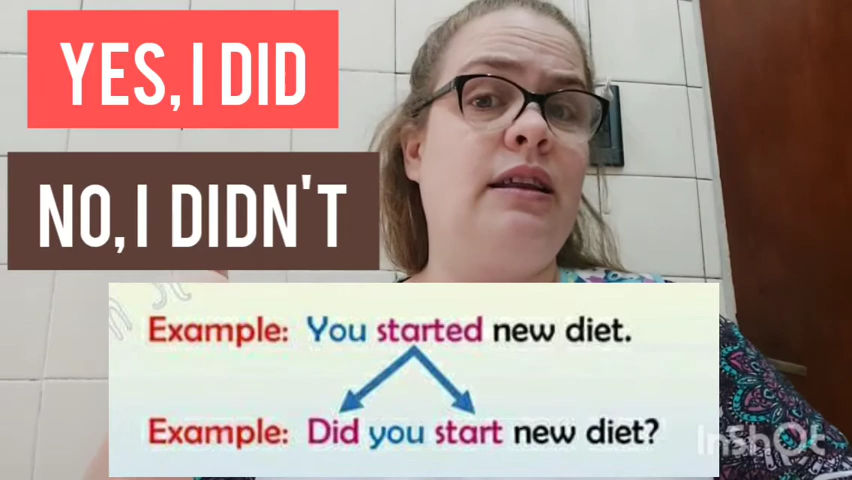 YES, I DID
NO, I DIDN'T
Example: You started new diet.
Example: Did you start new diet?
InShOt